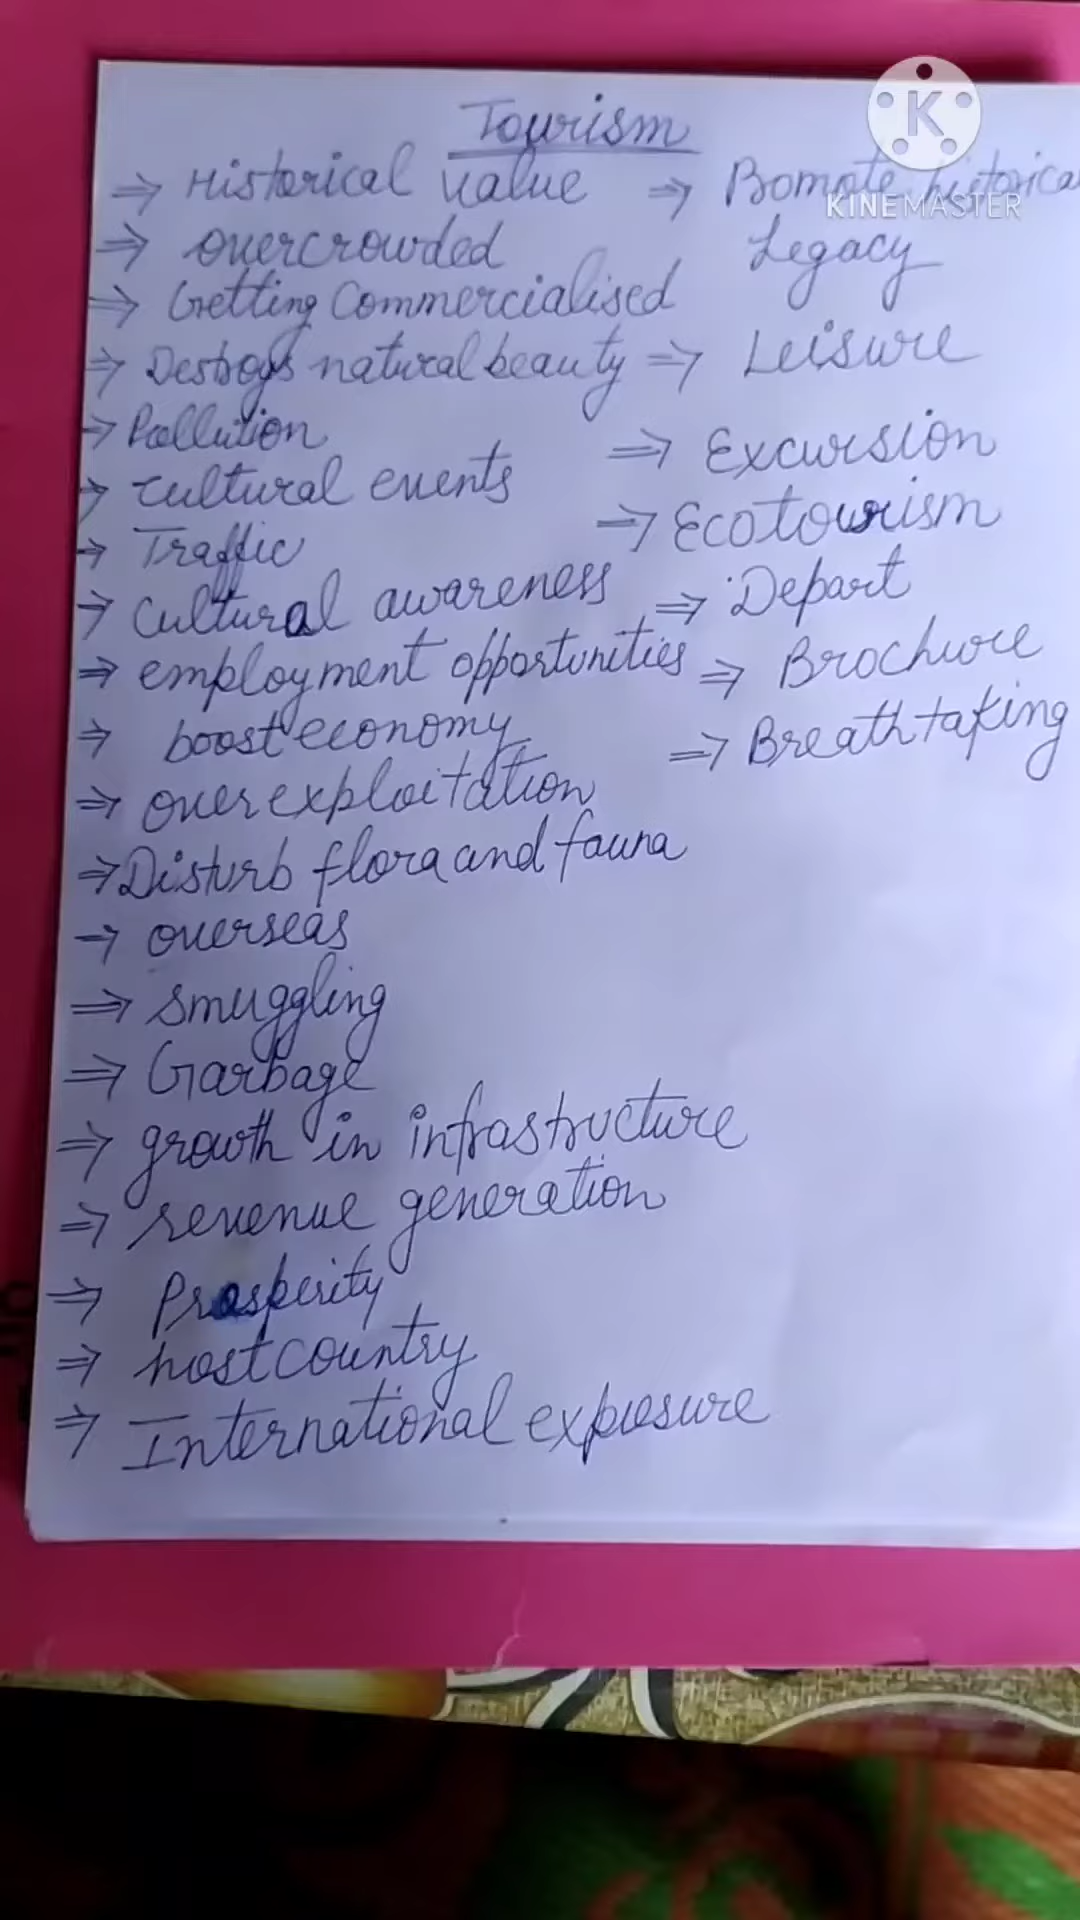 Tourism
⇒ Historical value
⇒ overcrowded
⇒ Getting Commercialised
⇒ Destroys natural beauty
⇒ Pollution
⇒ cultural events
⇒ Traffic
⇒ cultural awareness
⇒ employment opportunities
⇒ boost economy
⇒ over exploitation
⇒ Disturb flora and fauna
⇒ overseas
⇒ smuggling
⇒ Garbage
⇒ growth in infrastructure
⇒ revenue generation
⇒ Prosperity
⇒ host country
⇒ International exposure
⇒ Promote historical
Legacy
⇒ Leisure
⇒ Excursion
⇒ Ecotourism
⇒ Depart
⇒ Brochure
⇒ Breathtaking
K
KINEMASTER